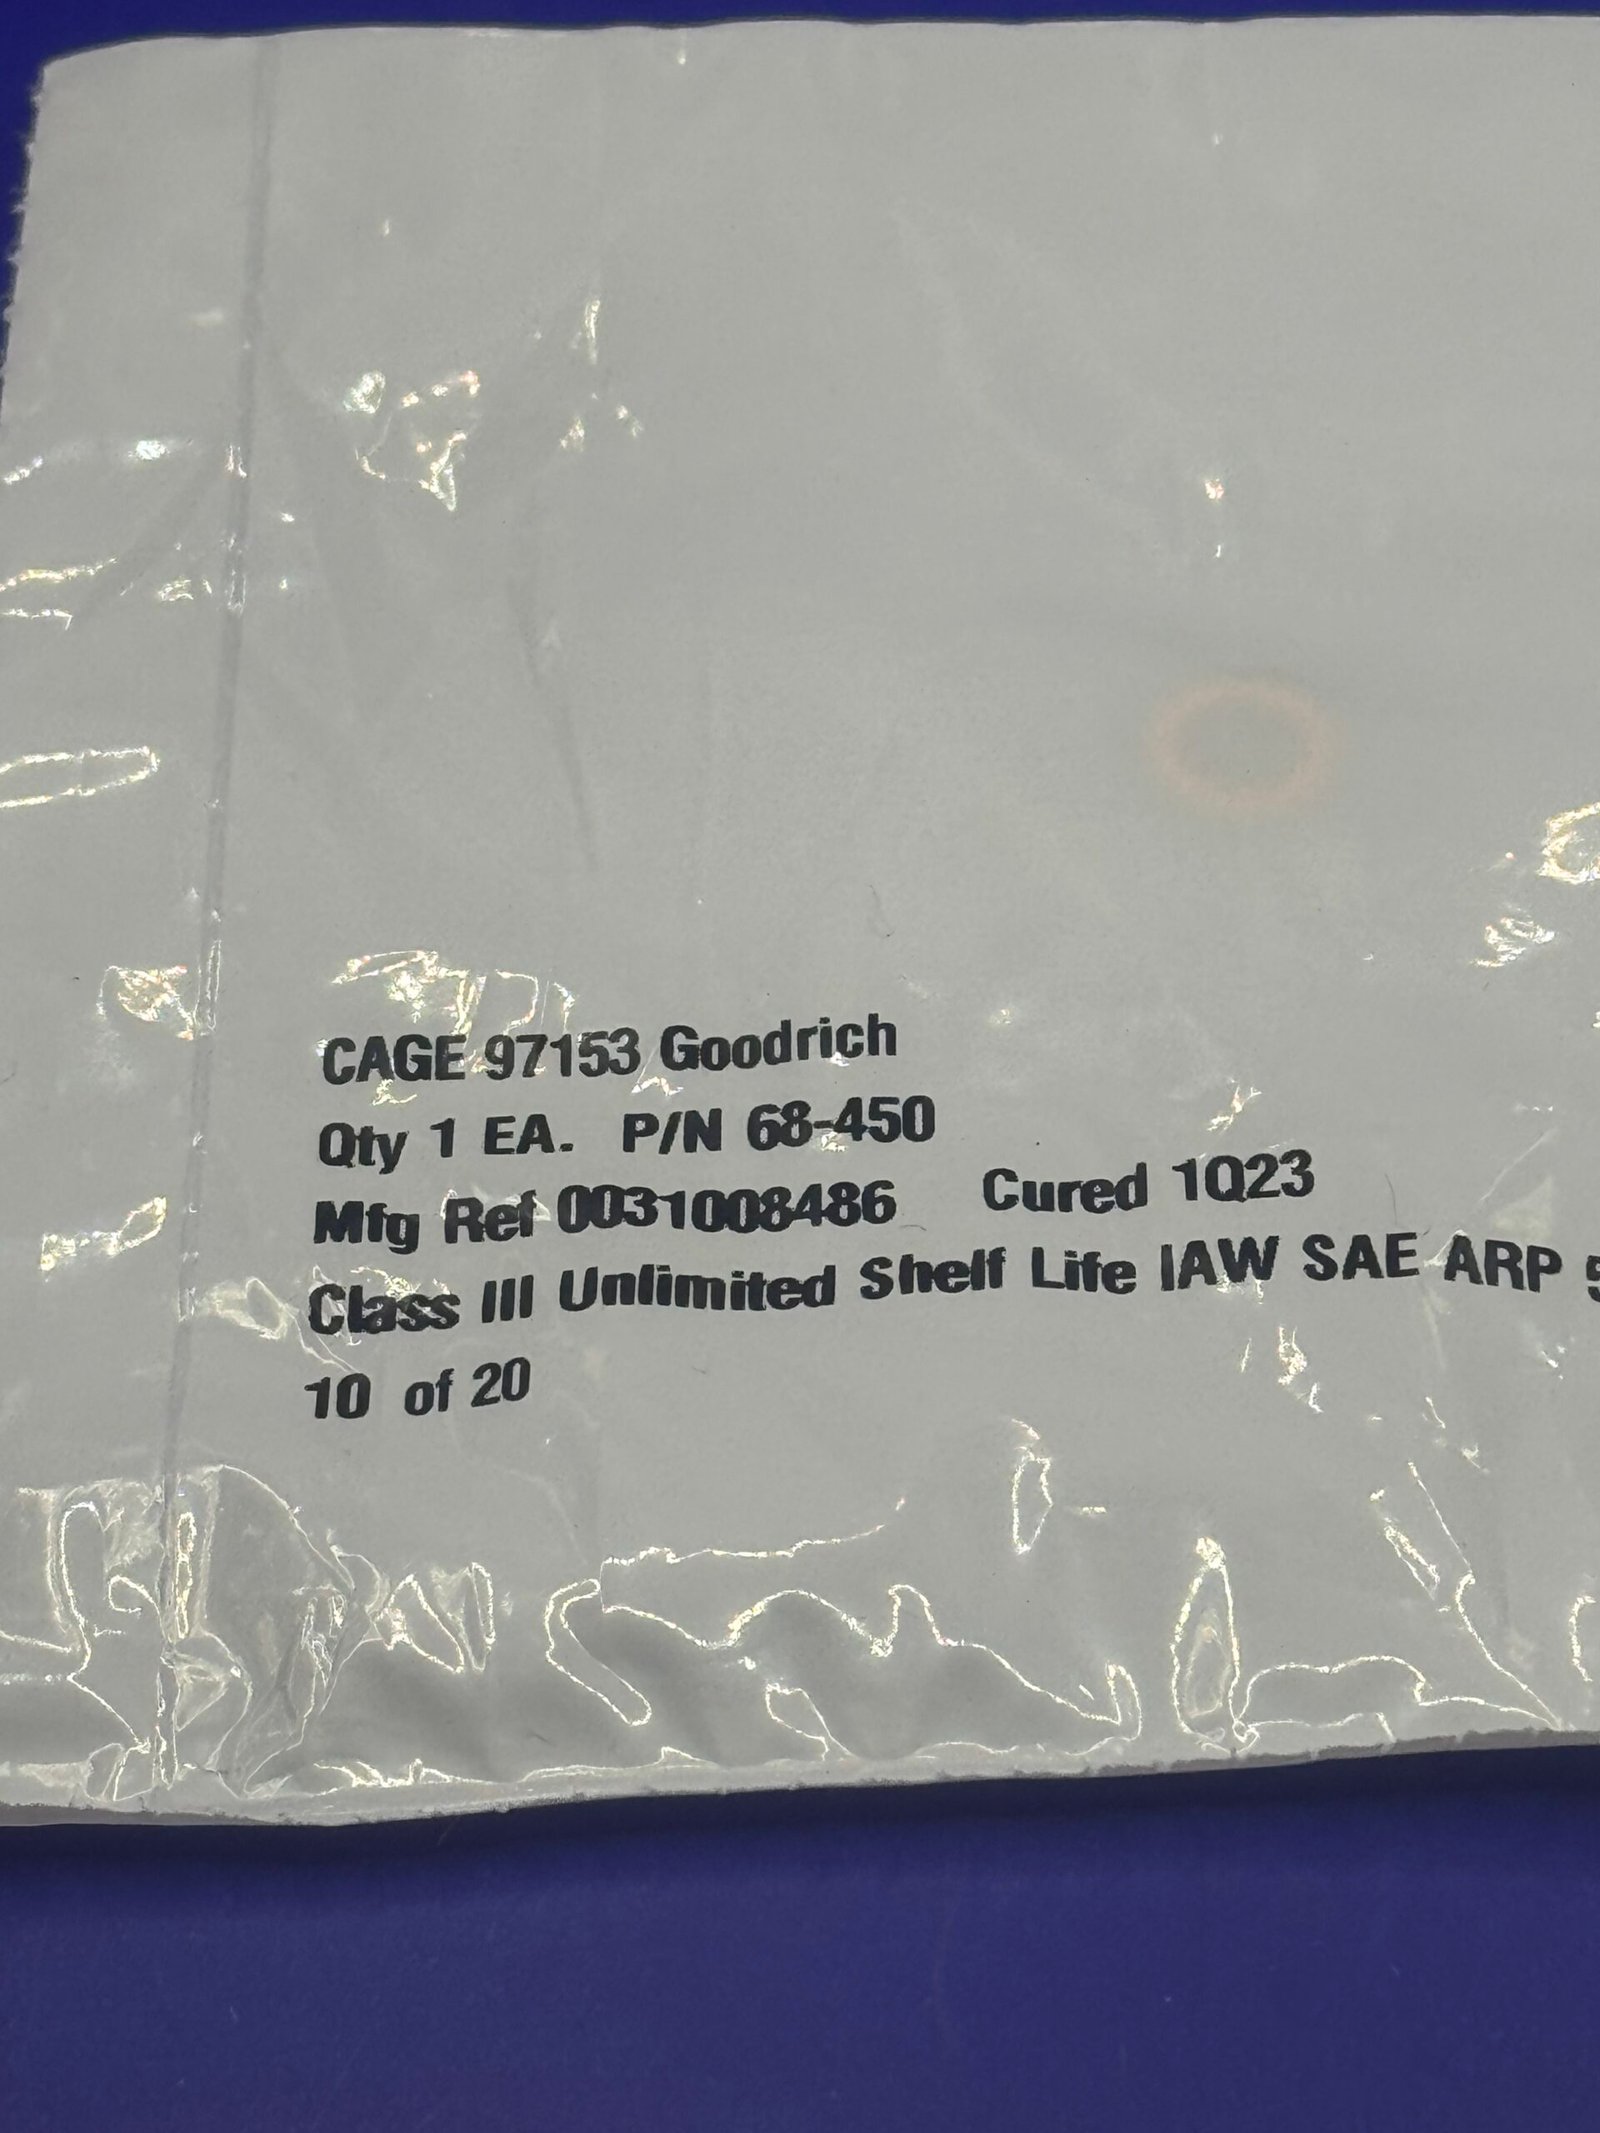 CAGE 97153 Goodrich
Qty 1 EA. P/N 68-450
Mfg Ref 0031008486 Cured 1Q23
Class III Unlimited Shelf Life IAW SAE ARP
10 of 20